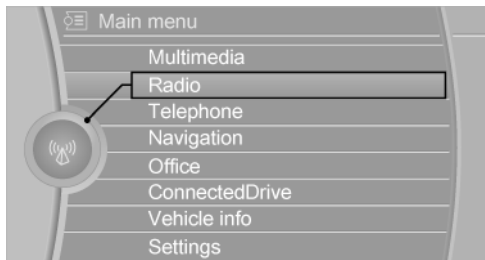 Main menu
Multimedia
Radio
Telephone
Navigation
Office
ConnectedDrive
Vehicle info
Settings